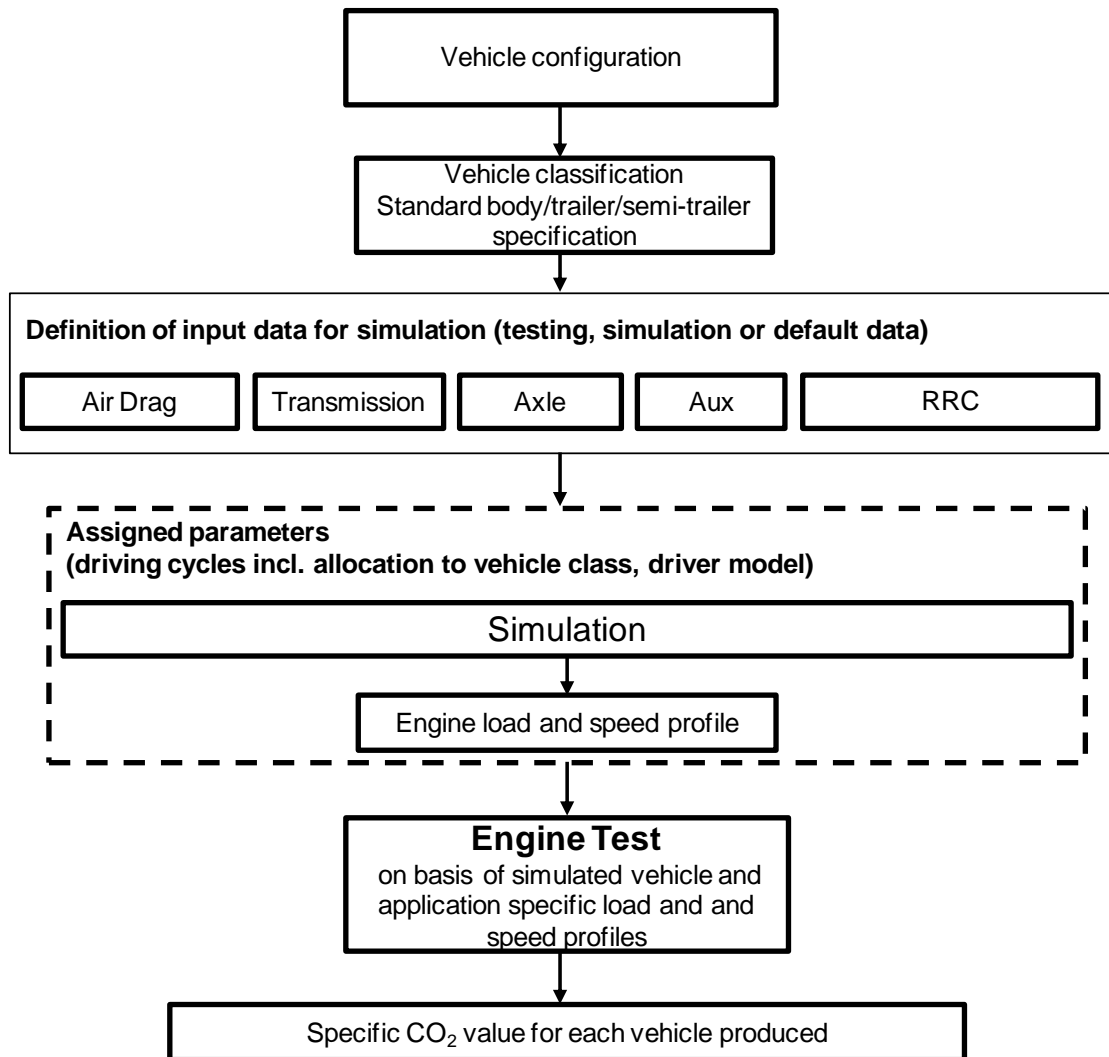 Vehicle configuration
Vehicle classification
Standard body/trailer/semi-trailer
specification
Definition of input data for simulation (testing, simulation or default data)
Air Drag
Transmission
Axle
Aux
RRC
Assigned parameters
(driving cycles incl. allocation to vehicle class, driver model)
Simulation
Engine load and speed profile
Engine Test
on basis of simulated vehicle and
application specific load and and
speed profiles
Specific CO₂ value for each vehicle produced